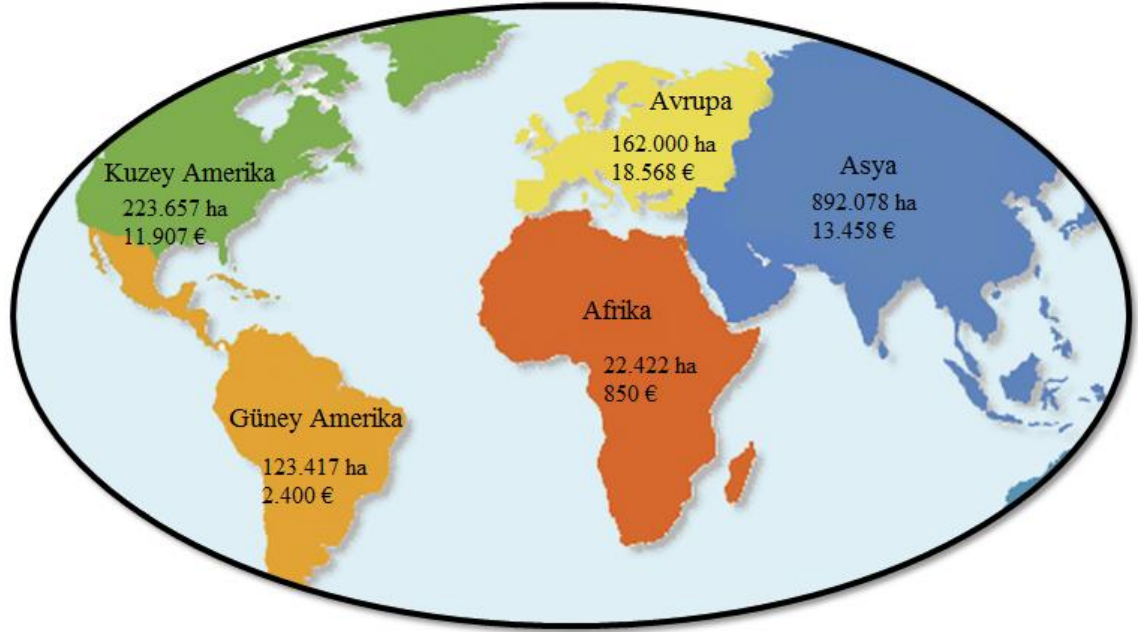 Avrupa
162.000 ha
18.568 €
Asya
892.078 ha
13.458 €
Kuzey Amerika
223.657 ha
11.907 €
Afrika
22.422 ha
850 €
Güney Amerika
123.417 ha
2.400 €